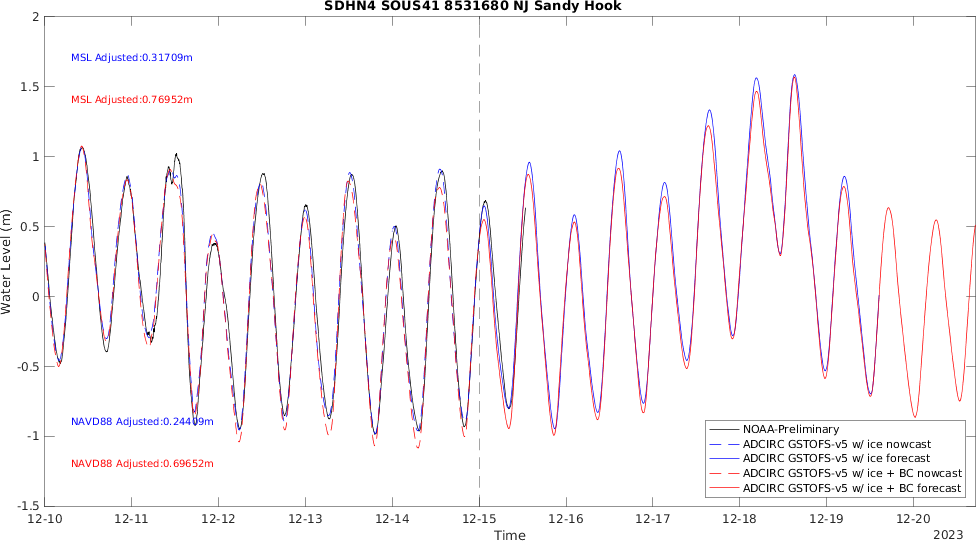 SDHN4 SOUS41 8531680 NJ Sandy Hook
2
MSL Adjusted:0.31709m
1.5
MSL Adjusted:0.76952m
1
0.5
Water Level (m)
0
-0.5
NAVD88 Adjusted:0.24409m
-1
NAVD88 Adjusted:0.69652m
-1.5
NOAA-Preliminary
ADCIRC GSTOFS-v5 w/ ice nowcast
ADCIRC GSTOFS-v5 w/ ice forecast
ADCIRC GSTOFS-v5 w/ ice + BC nowcast
ADCIRC GSTOFS-v5 w/ ice + BC forecast
12-10 12-11 12-12 12-13 12-14 12-15 12-16 12-17 12-18 12-19 12-20
Time
2023